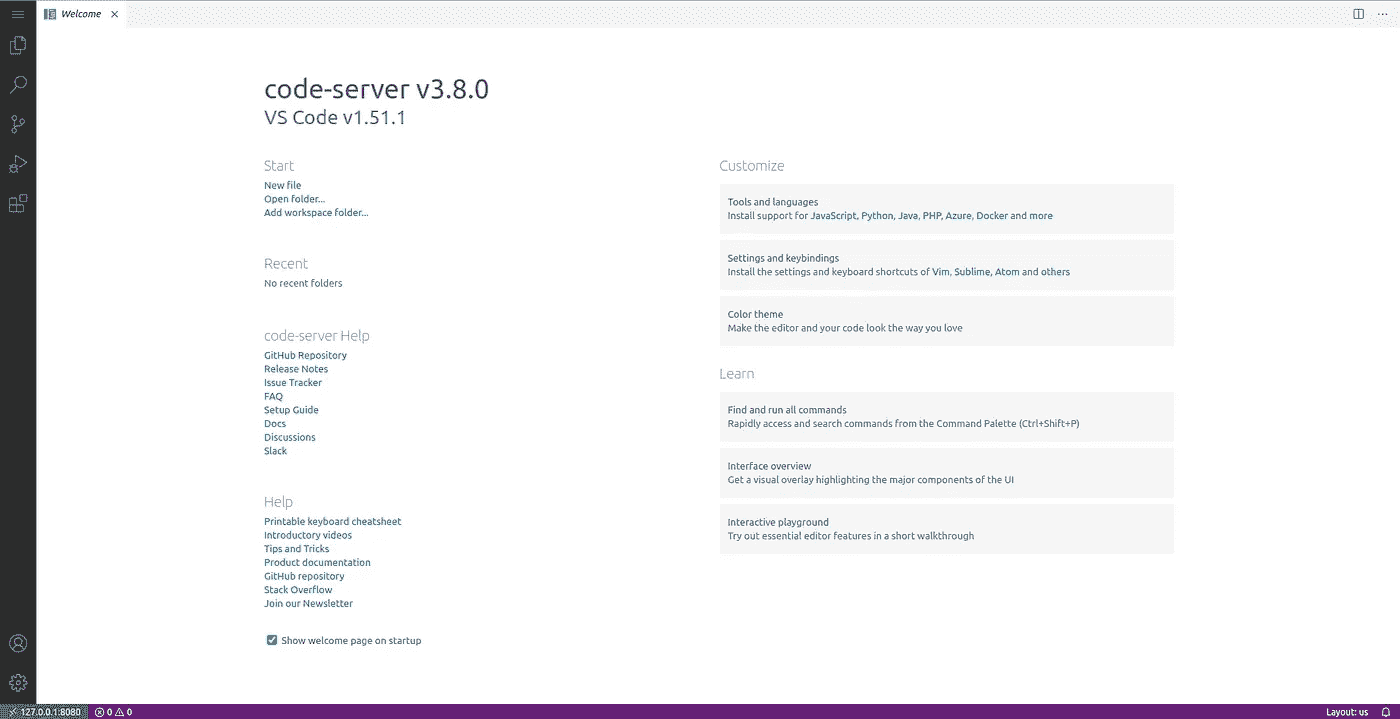 Welcome
code-server v3.8.0
VS Code v1.51.1
Start
New file
Open folder...
Add workspace folder...
Recent
No recent folders
code-server Help
GitHub Repository
Release Notes
Issue Tracker
FAQ
Setup Guide
Docs
Discussions
Slack
Help
Printable keyboard cheatsheet
Introductory videos
Tips and Tricks
Product documentation
GitHub repository
Stack Overflow
Join our Newsletter
Show welcome page on startup
Customize
Tools and languages
Install support for JavaScript, Python, Java, PHP, Azure, Docker and more
Settings and keybindings
Install the settings and keyboard shortcuts of Vim, Sublime, Atom and others
Color theme
Make the editor and your code look the way you love
Learn
Find and run all commands
Rapidly access and search commands from the Command Palette (Ctrl+Shift+P)
Interface overview
Get a visual overlay highlighting the major components of the UI
Interactive playground
Try out essential editor features in a short walkthrough
127.0.0.1:8080 0 0 Layout: us